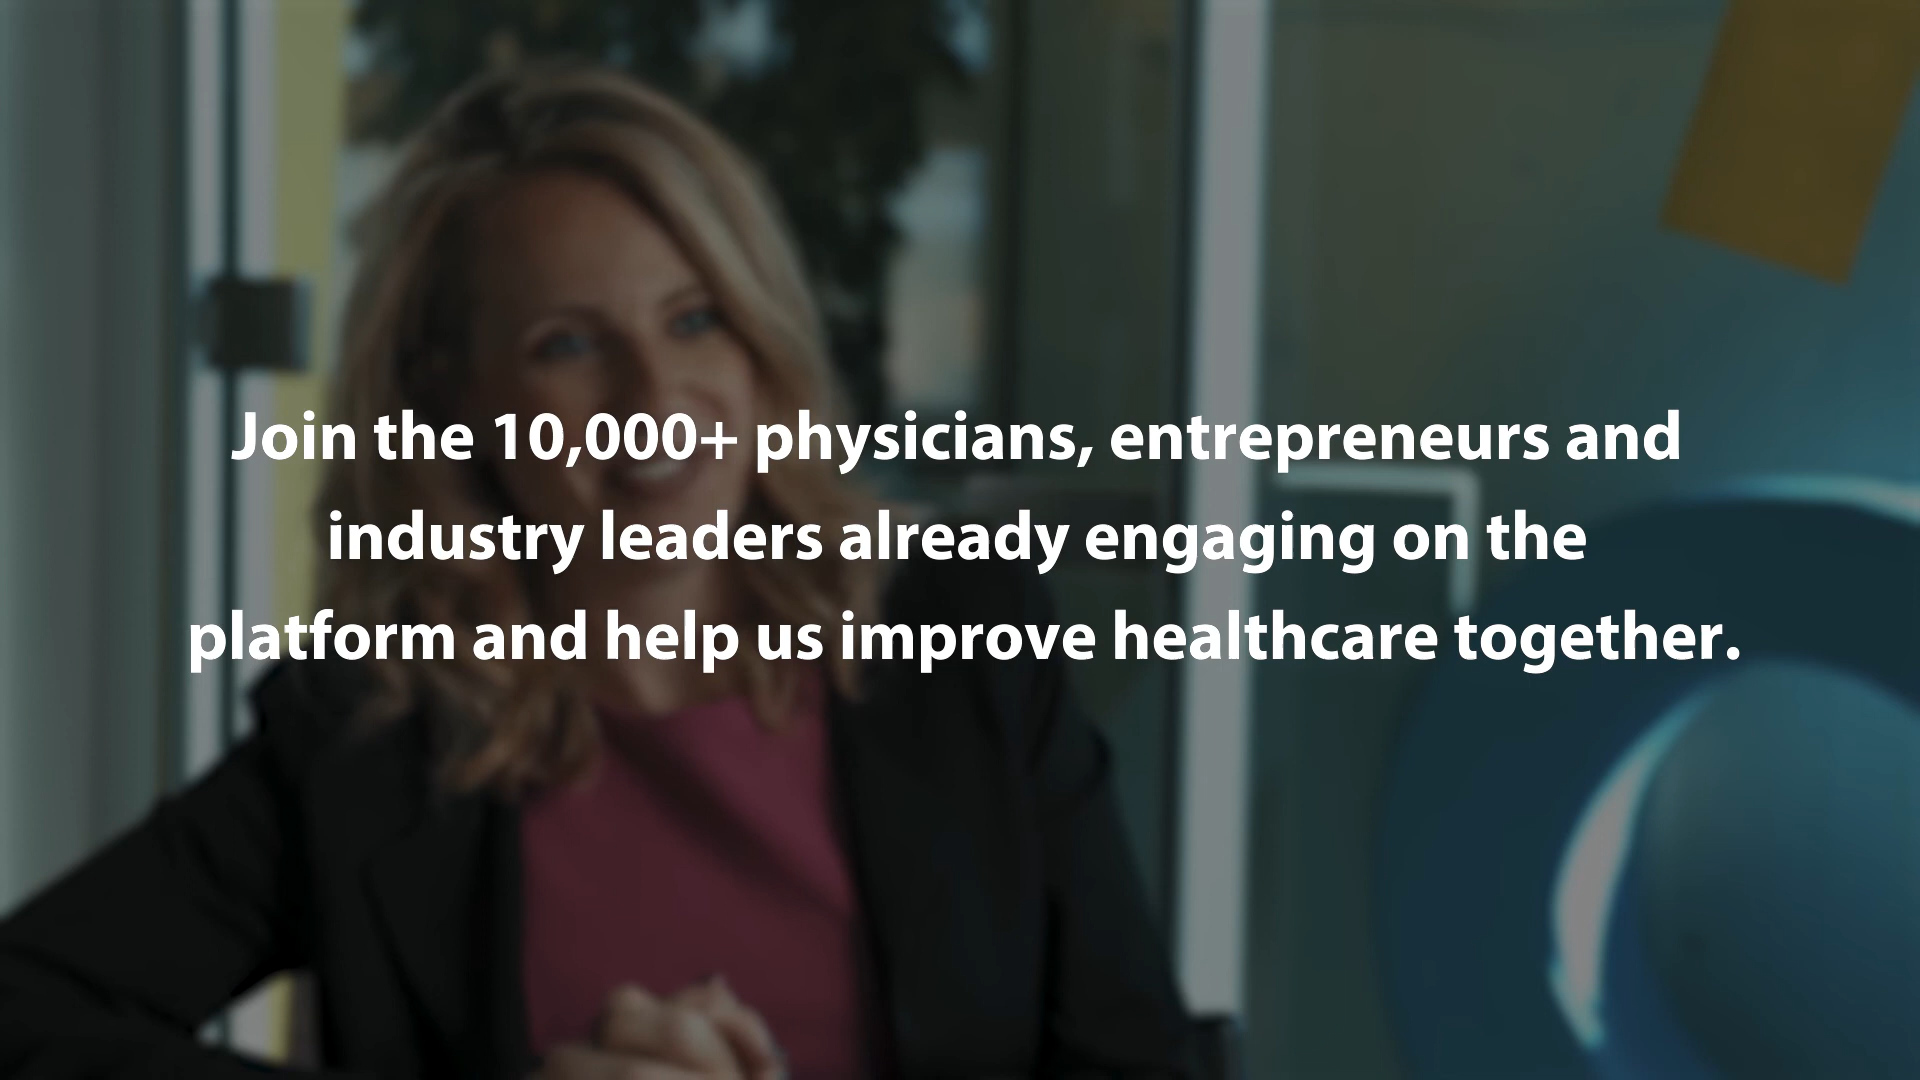 Join the 10,000+ physicians, entrepreneurs and
industry leaders already engaging on the
platform and help us improve healthcare together.